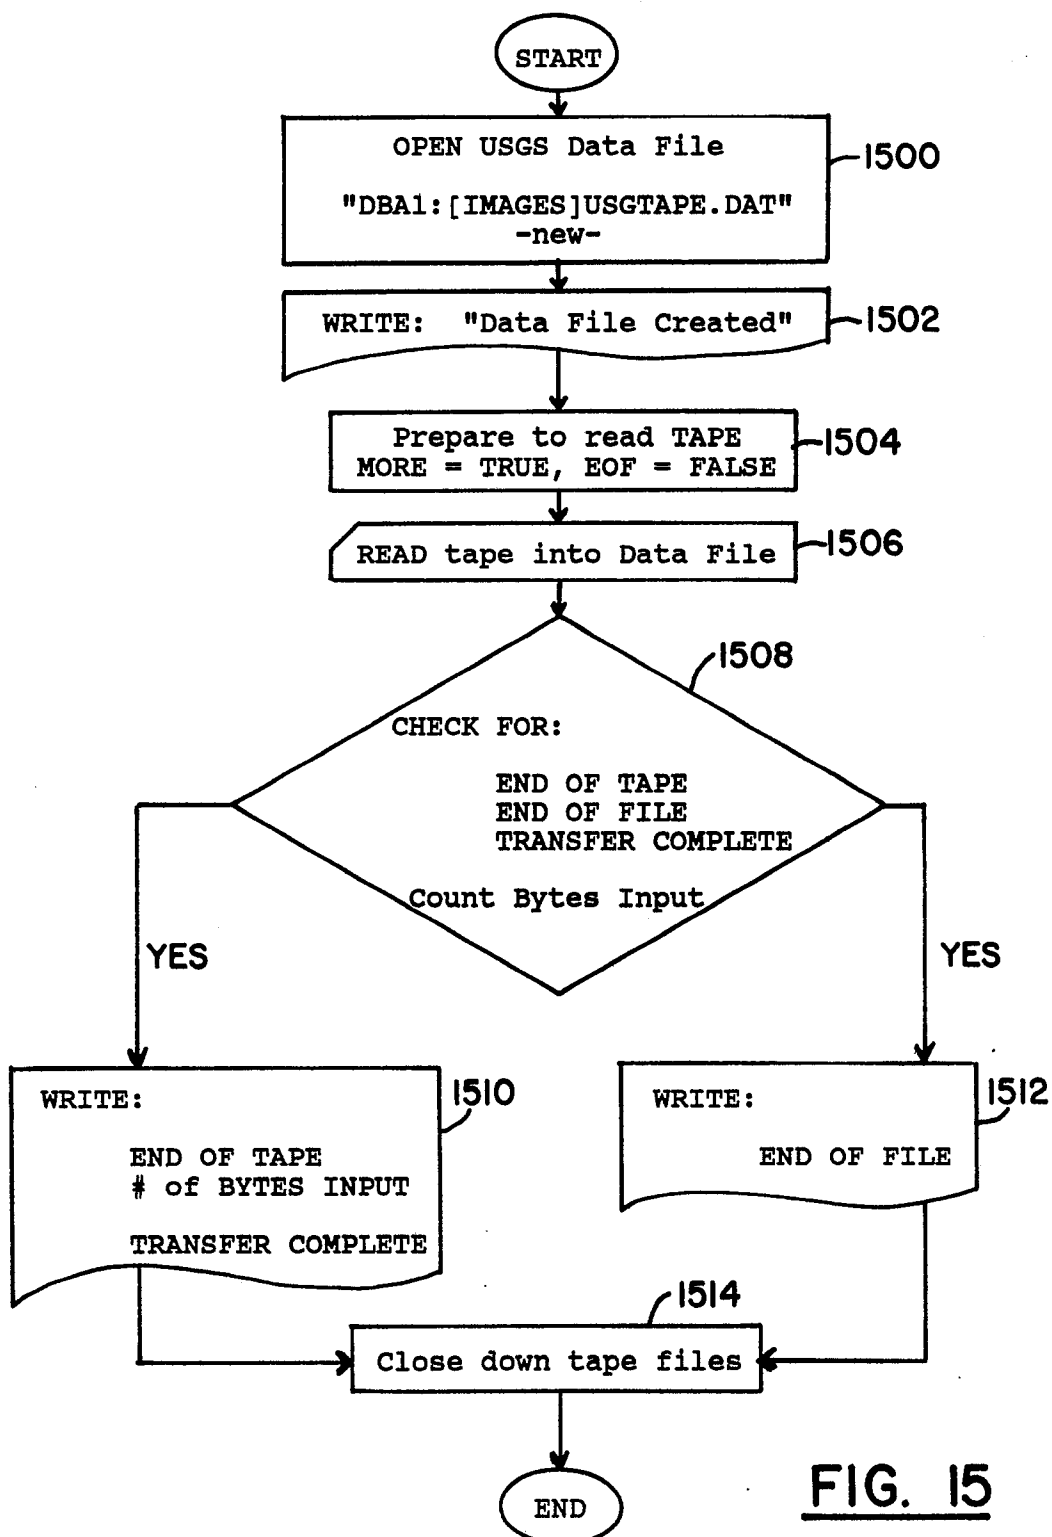 START
OPEN USGS Data File
"DBA1:[IMAGES]USGTAPE.DAT"
-new-
1500
WRITE: "Data File Created"
1502
Prepare to read TAPE
MORE = TRUE, EOF = FALSE
1504
READ tape into Data File
1506
1508
CHECK FOR:
END OF TAPE
END OF FILE
TRANSFER COMPLETE
Count Bytes Input
YES
YES
WRITE:
END OF TAPE
# of BYTES INPUT
TRANSFER COMPLETE
1510
WRITE:
END OF FILE
1512
1514
Close down tape files
END
FIG. 15